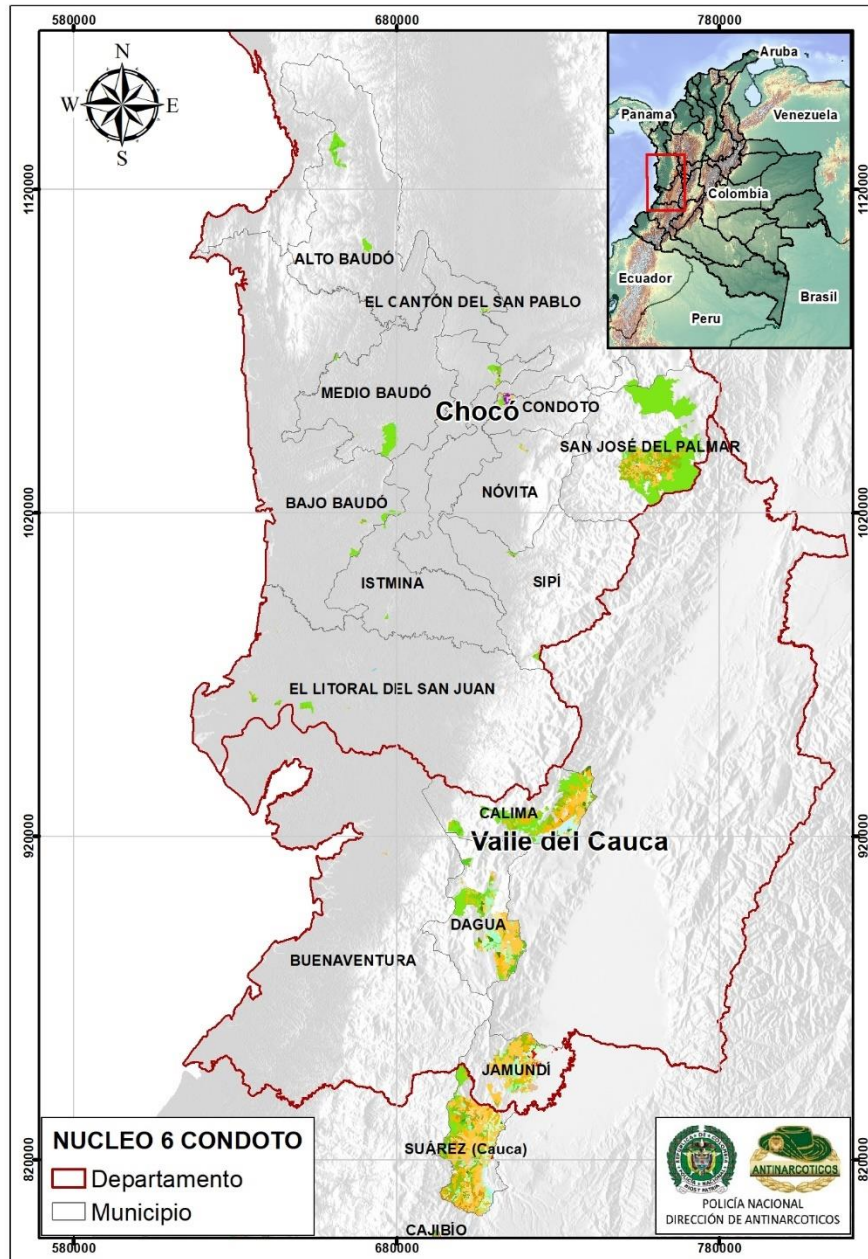 580000
680000
780000
N
W
E
S
Aruba
Panama
Venezuela
Colombia
Ecuador
Brasil
Peru
1120000
1120000
ALTO BAUDÓ
EL CANTÓN DEL SAN PABLO
MEDIO BAUDÓ
Chocó
CONDOTO
SAN JOSÉ DEL PALMAR
NÓVITA
BAJO BAUDÓ
1020000
1020000
ISTMINA
SIPÍ
EL LITORAL DEL SAN JUAN
CALIMA
920000
920000
Valle del Cauca
DAGUA
BUENAVENTURA
JAMUNDÍ
SUÁREZ (Cauca)
820000
820000
CAJIBÍO
NUCLEO 6 CONDOTO
Departamento
Municipio
ANTINARCOTICOS
POLICÍA NACIONAL
DIRECCIÓN DE ANTINARCOTICOS
580000
680000
780000